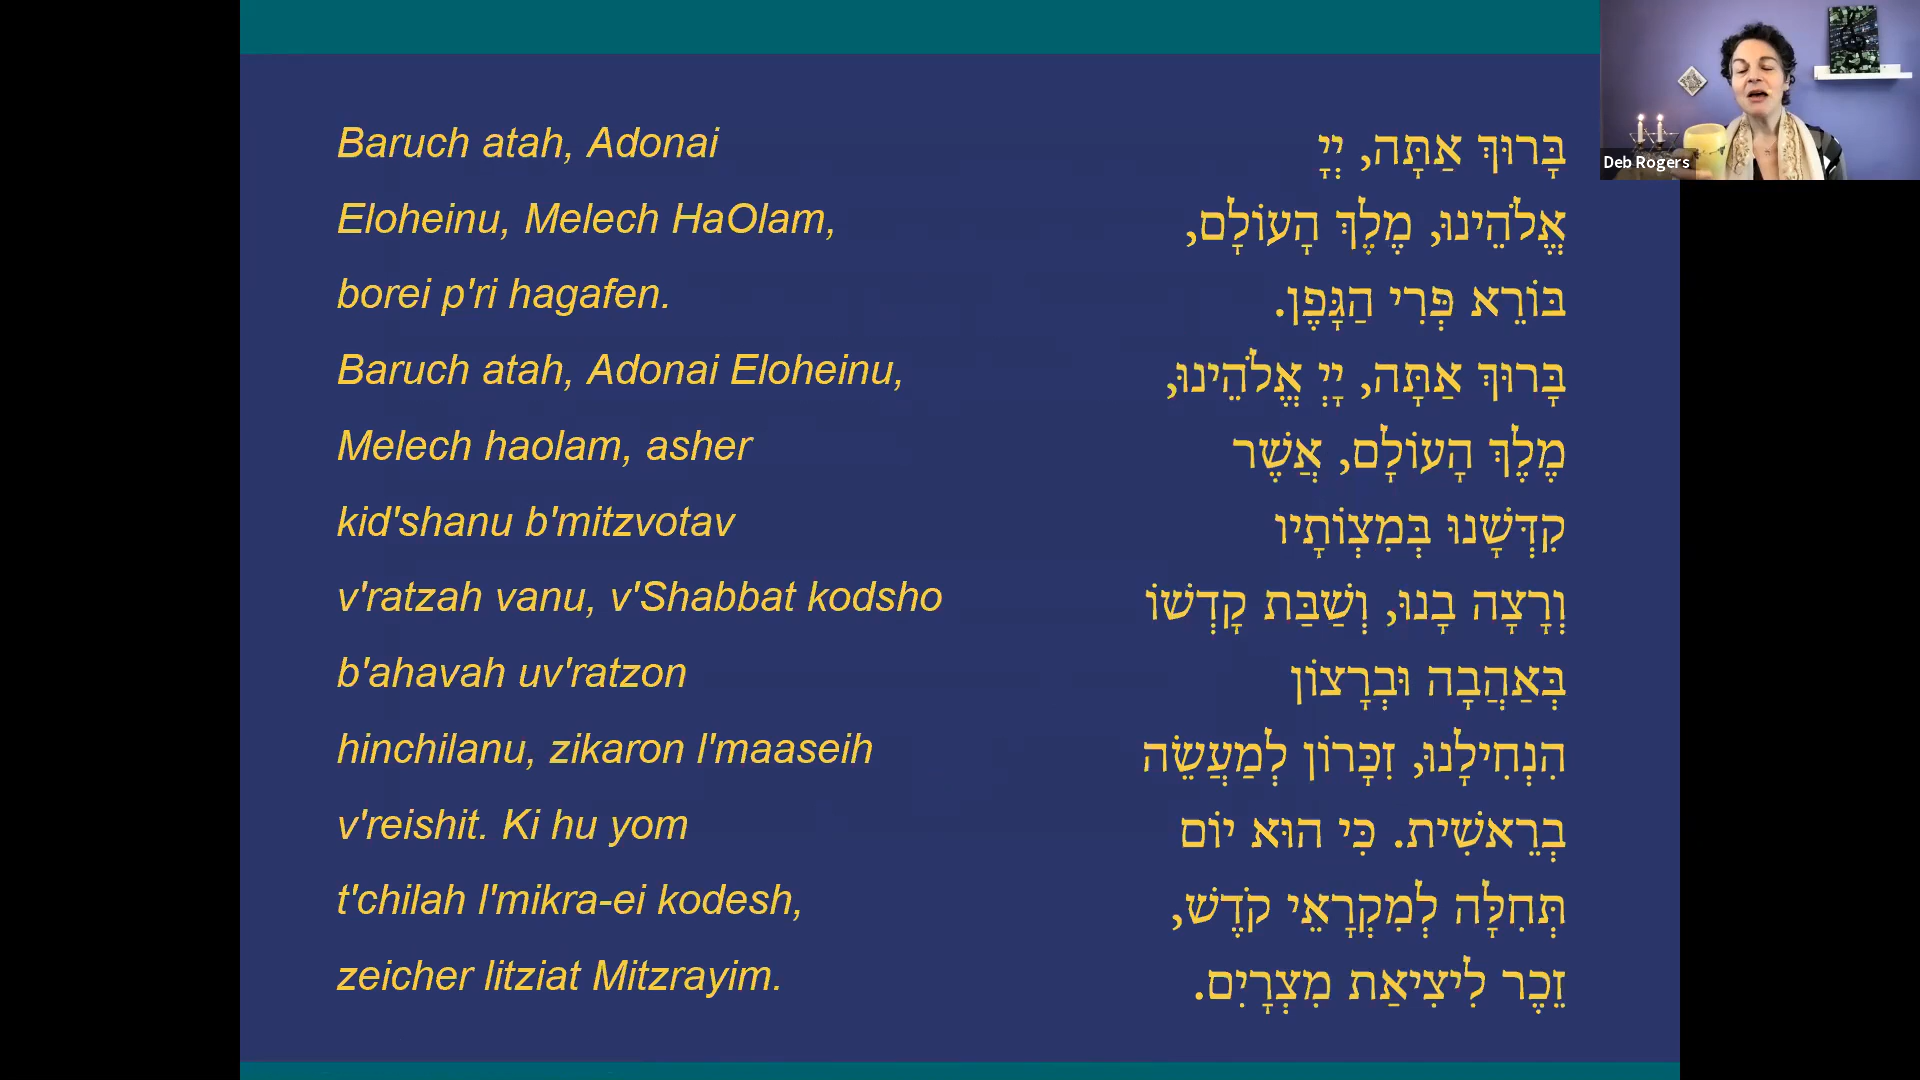 Baruch atah, Adonai
Eloheinu, Melech HaOlam,
borei p'ri hagafen.
Baruch atah, Adonai Eloheinu,
Melech haolam, asher
kid'shanu b'mitzvotav
v'ratzah vanu, v'Shabbat kodsho
b'ahavah uv'ratzon
hinchilanu, zikaron l'maaseih
v'reishit. Ki hu yom
t'chilah l'mikra-ei kodesh,
zeicher litziat Mitzrayim.
בָּרוּךְ אַתָּה, יְיָ
אֱלֹהֵינוּ, מֶלֶךְ הָעוֹלָם,
בּוֹרֵא פְּרִי הַגָּפֶן.
בָּרוּךְ אַתָּה, יְיָ אֱלֹהֵינוּ,
מֶלֶךְ הָעוֹלָם, אֲשֶׁר
קִדְּשָׁנוּ בְּמִצְוֹתָיו
וְרָצָה בָנוּ, וְשַׁבַּת קָדְשׁוֹ
בְּאַהֲבָה וּבְרָצוֹן
הִנְחִילָנוּ, זִכָּרוֹן לְמַעֲשֵׂה
בְרֵאשִׁית. כִּי הוּא יוֹם
תְּחִלָּה לְמִקְרָאֵי קֹדֶשׁ,
זֵכֶר לִיצִיאַת מִצְרָיִם.
Deb Rogers